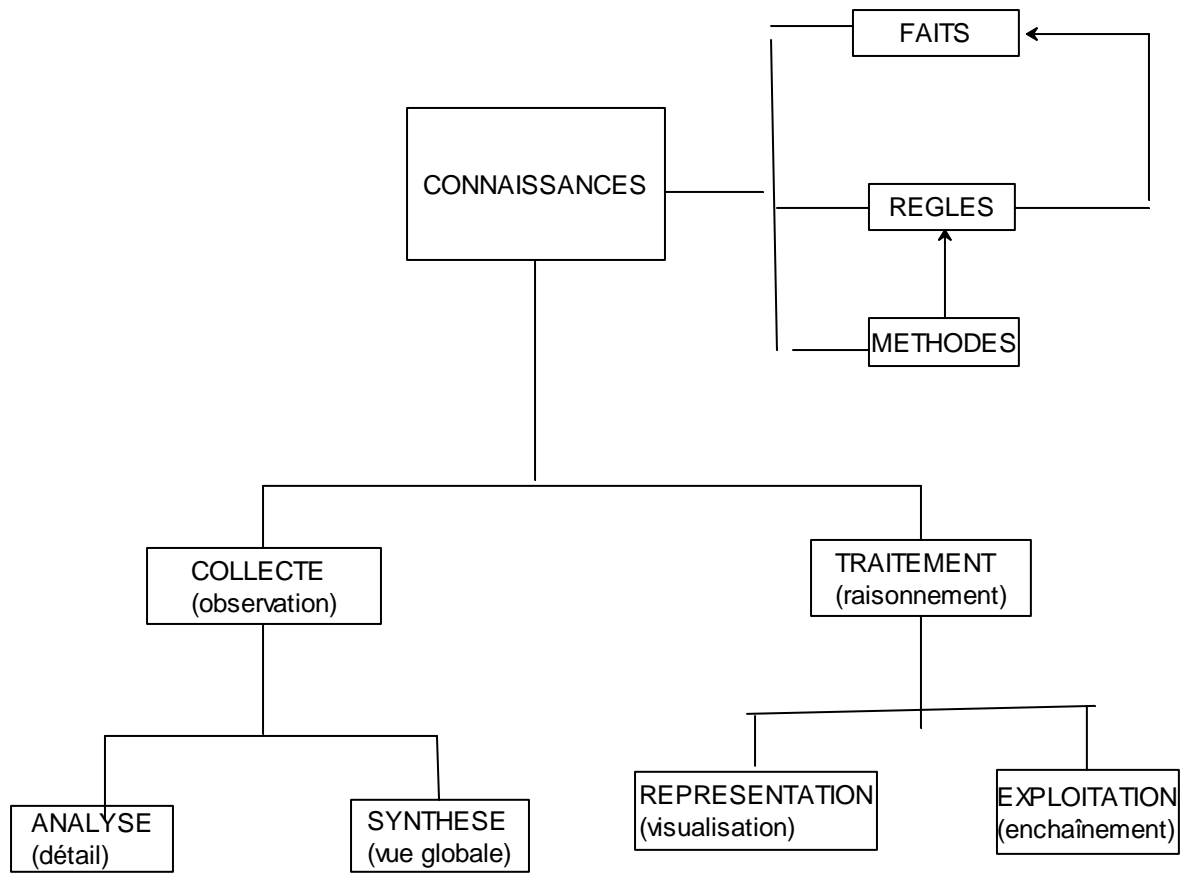 FAITS
CONNAISSANCES
REGLES
METHODES
COLLECTE
(observation)
TRAITEMENT
(raisonnement)
ANALYSE
(détail)
SYNTHESE
(vue globale)
REPRESENTATION
(visualisation)
EXPLOITATION
(enchaînement)